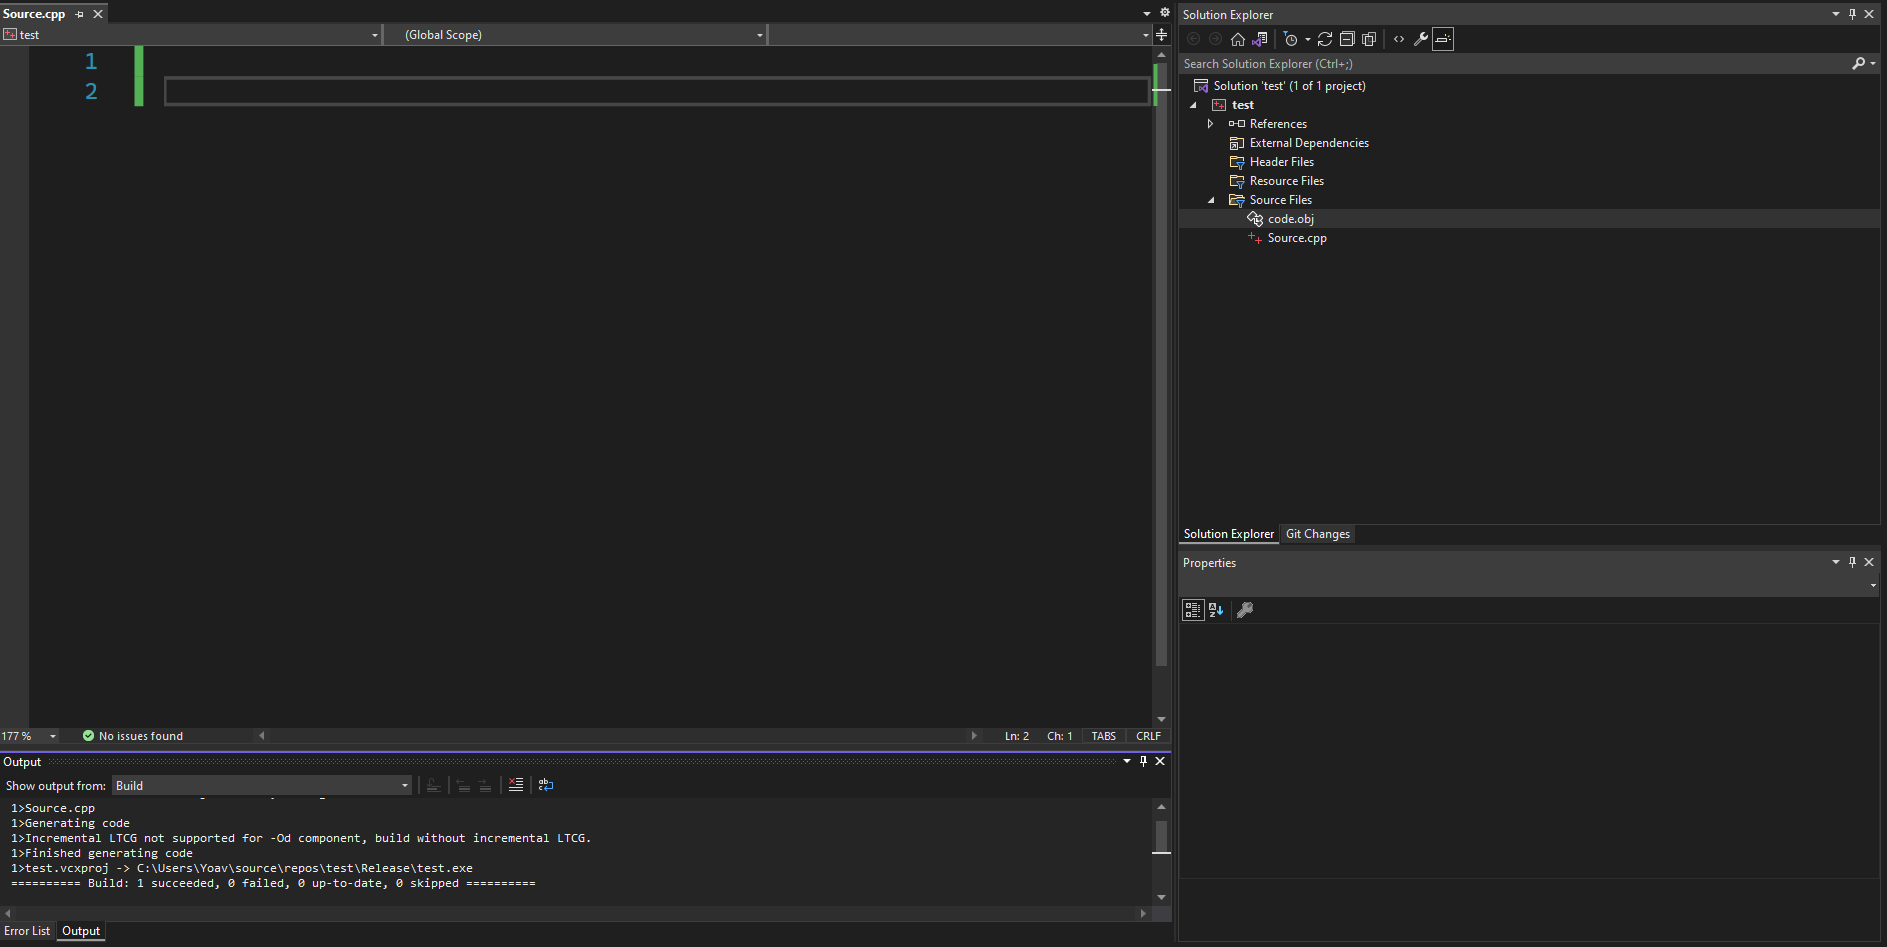 Source.cpp
test
(Global Scope)
1
2
177 %
No issues found
Ln: 2
Ch: 1
TABS
CRLF
Output
Show output from:
Build
1>Source.cpp
1>Generating code
1>Incremental LTCG not supported for -Od component, build without incremental LTCG.
1>Finished generating code
1>test.vcxproj -> C:\Users\Yoav\source\repos\test\Release\test.exe
========== Build: 1 succeeded, 0 failed, 0 up-to-date, 0 skipped ==========
Error List
Output
Solution Explorer
Search Solution Explorer (Ctrl+;)
Solution 'test' (1 of 1 project)
test
References
External Dependencies
Header Files
Resource Files
Source Files
code.obj
Source.cpp
Solution Explorer
Git Changes
Properties